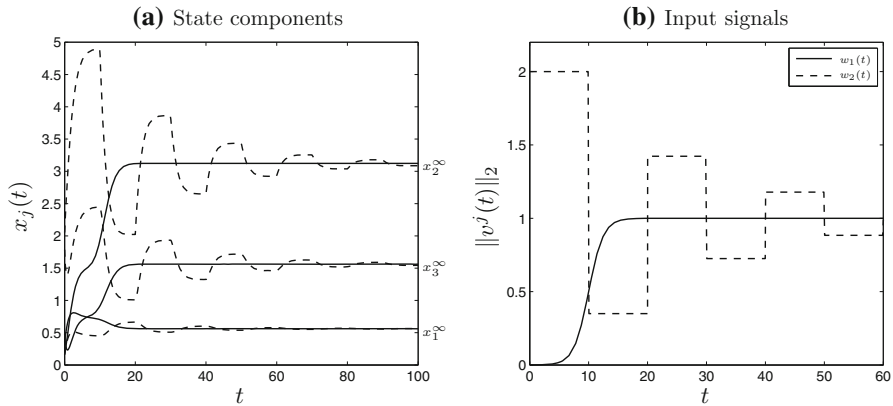 (a) State components
x_j(t)
5
4.5
4
3.5
3
2.5
2
1.5
1
0.5
0
0 20 40 60 80 100
t
x_2^∞
x_3^∞
x_1^∞
(b) Input signals
||v^j(t)||_2
2
1.5
1
0.5
0
0 10 20 30 40 50 60
t
w_1(t)
w_2(t)